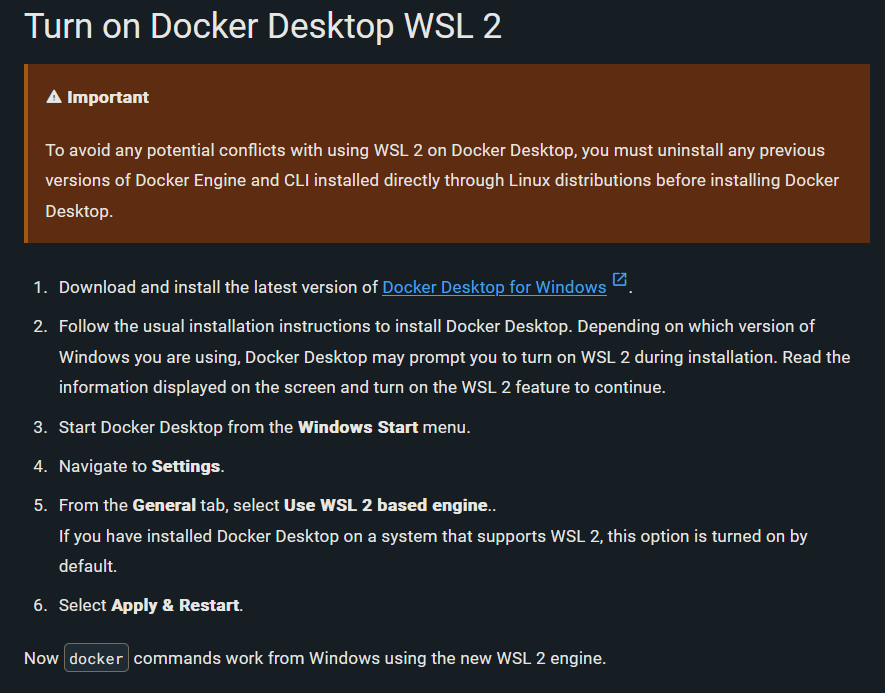 Turn on Docker Desktop WSL 2
Important
To avoid any potential conflicts with using WSL 2 on Docker Desktop, you must uninstall any previous
versions of Docker Engine and CLI installed directly through Linux distributions before installing Docker
Desktop.
1. Download and install the latest version of Docker Desktop for Windows.
2. Follow the usual installation instructions to install Docker Desktop. Depending on which version of
Windows you are using, Docker Desktop may prompt you to turn on WSL 2 during installation. Read the
information displayed on the screen and turn on the WSL 2 feature to continue.
3. Start Docker Desktop from the Windows Start menu.
4. Navigate to Settings.
5. From the General tab, select Use WSL 2 based engine..
If you have installed Docker Desktop on a system that supports WSL 2, this option is turned on by
default.
6. Select Apply & Restart.
Now docker commands work from Windows using the new WSL 2 engine.